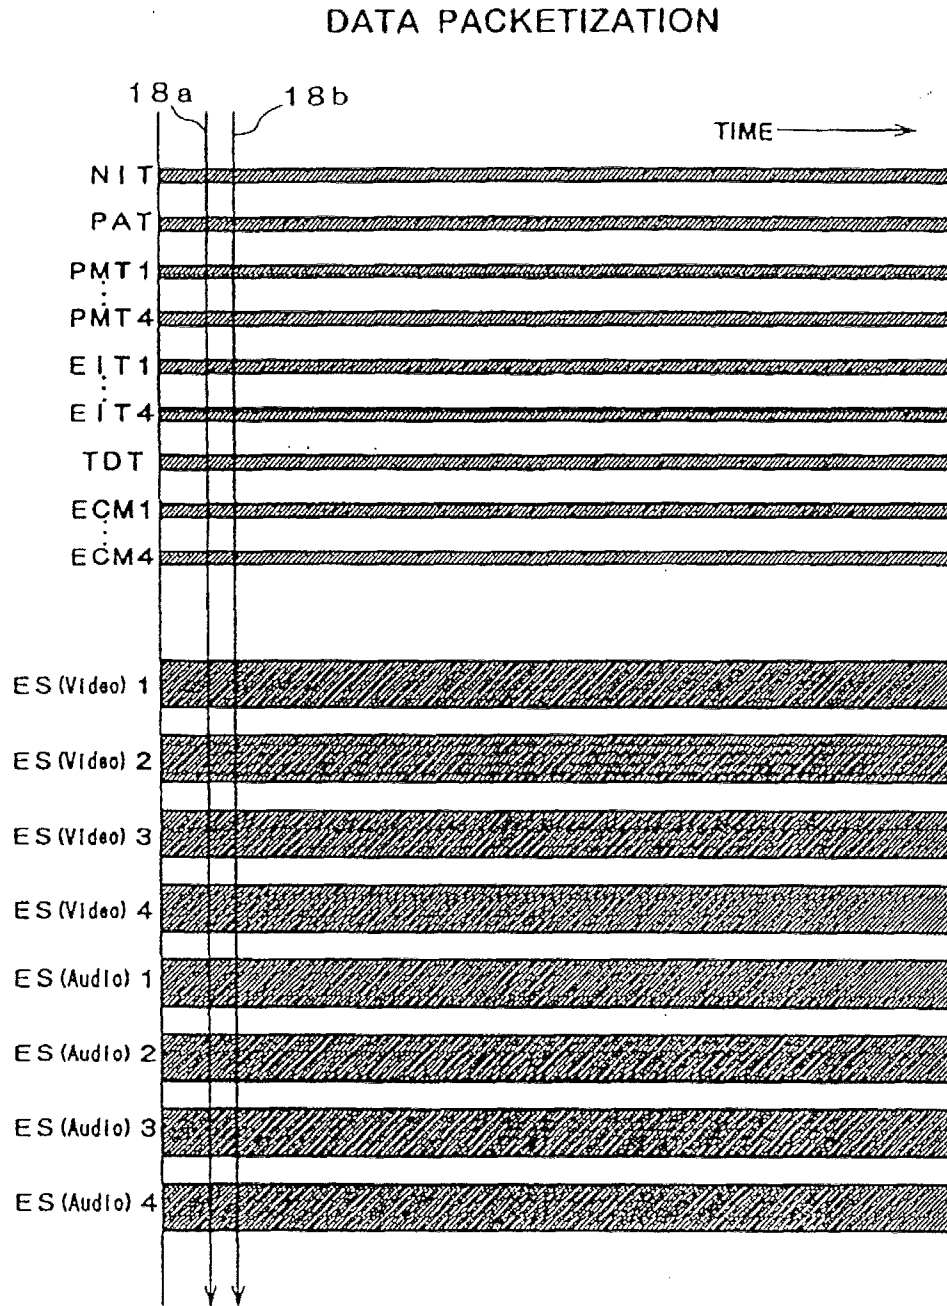 DATA PACKETIZATION
18a
18b
TIME
NIT
PAT
PMT1
PMT4
EIT1
EIT4
TDT
ECM1
ECM4
ES(Video) 1
ES(Video) 2
ES(Video) 3
ES(Video) 4
ES(Audio) 1
ES(Audio) 2
ES(Audio) 3
ES(Audio) 4